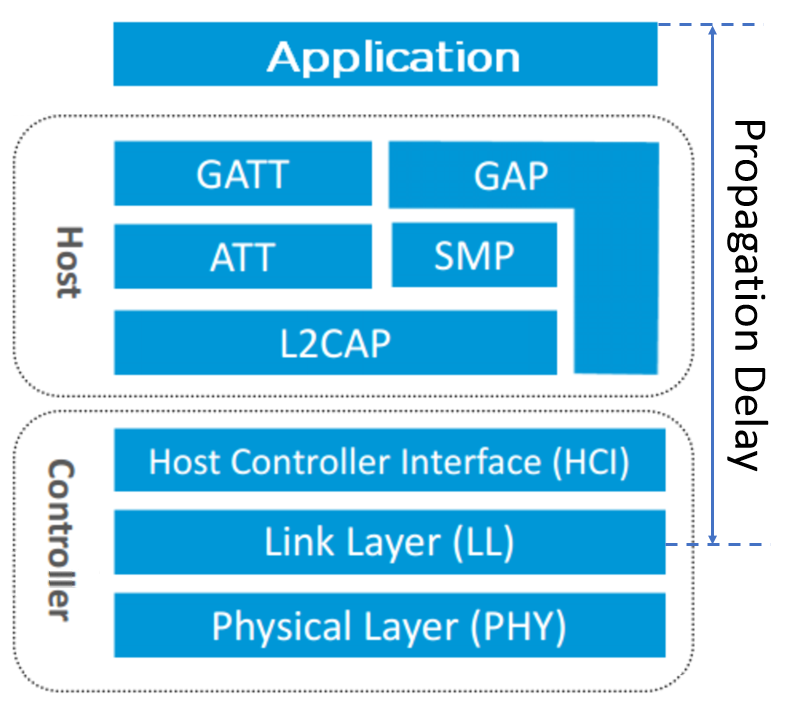 Application
Propagation Delay
Host
GATT
GAP
ATT
SMP
L2CAP
Controller
Host Controller Interface (HCI)
Link Layer (LL)
Physical Layer (PHY)